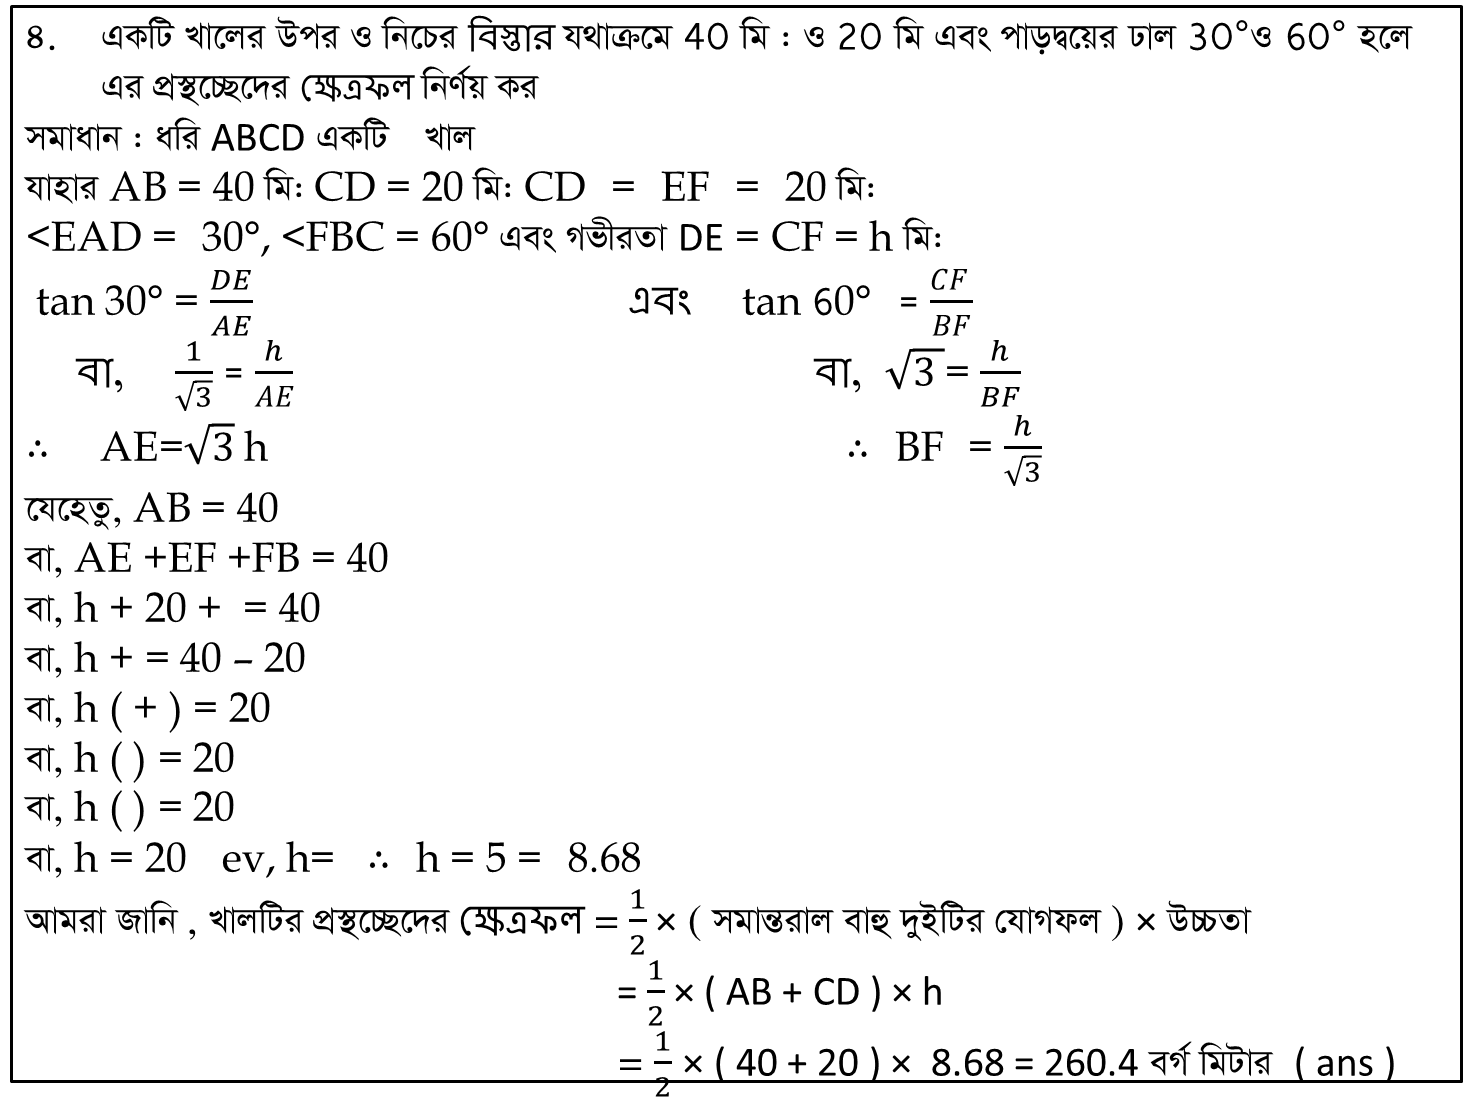 ৪. একটি খালের উপর ও নিচের বিস্তার যথাক্রমে 40 মি : ও 20 মি এবং পাড়দ্বয়ের ঢাল 30°ও 60° হলে
এর প্রস্থচ্ছেদের ক্ষেত্রফল নির্ণয় কর
সমাধান : ধরি ABCD একটি খাল
যাহার AB = 40 মি: CD = 20 মি: CD = EF = 20 মি:
<EAD = 30°, <FBC = 60° এবং গভীরতা DE = CF = h মি:
tan 30° = DE/AE এবং tan 60° = CF/BF
বা, 1/√3 = h/AE বা, √3 = h/BF
∴ AE=√3 h ∴ BF = h/√3
যেহেতু, AB = 40
বা, AE +EF +FB = 40
বা, h + 20 + = 40
বা, h + = 40 – 20
বা, h ( + ) = 20
বা, h ( ) = 20
বা, h ( ) = 20
বা, h = 20 ev, h= ∴ h = 5 = 8.68
আমরা জানি , খালটির প্রস্থচ্ছেদের ক্ষেত্রফল = 1/2 × ( সমান্তরাল বাহু দুইটির যোগফল ) × উচ্চতা
= 1/2 × ( AB + CD ) × h
= 1/2 × ( 40 + 20 ) × 8.68 = 260.4 বর্গ মিটার ( ans )